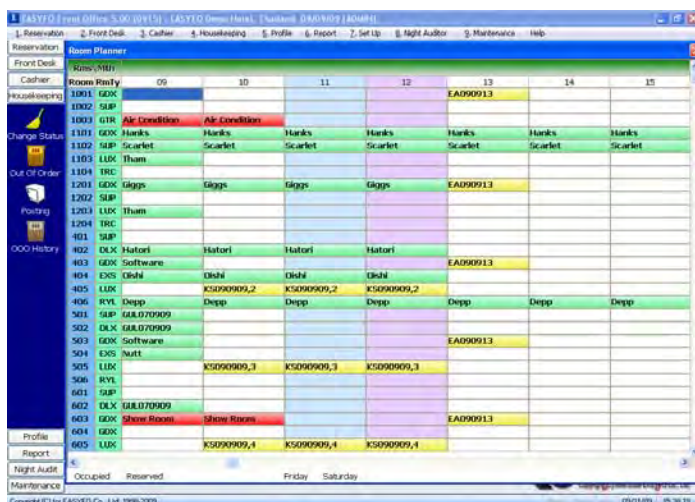 EASYFO Front Office 5.00 (0915) - EASYFO Demo Hotel, Thailand 09/09/09 [ADMIN]
1. Reservation 2. Front Desk 3. Cashier 4. Housekeeping 5. Profile 6. Report 7. Set Up 8. Night Auditor 9. Maintenance Help
Reservation
Front Desk
Cashier
Housekeeping
Change Status
Out Of Order
Posting
OOO History
Profile
Report
Night Audit
Maintenance
Room Planner
Room RmTy 09 10 11 12 13 14 15
1001 GDX EA090913
1002 SUP
1003 GTR Air Condition Air Condition
1101 GDX Hanks Hanks Hanks Hanks Hanks Hanks Hanks
1102 SUP Scarlet Scarlet Scarlet Scarlet Scarlet Scarlet Scarlet
1103 LUX Tham
1104 TRC
1201 GDX Giggs Giggs Giggs Giggs EA090913
1202 SUP
1203 LUX Tham
1204 TRC
401 SUP
402 DLX Hatori Hatori Hatori Hatori
403 GDX Software EA090913
404 EXS Oishi Oishi Oishi Oishi
405 LUX KS090909,2 KS090909,2 KS090909,2
406 RYL Depp Depp Depp Depp Depp Depp Depp
501 SUP GUL070909
502 DLX GUL070909
503 GDX Software EA090913
504 EXS Nutt
505 LUX KS090909,3 KS090909,3 KS090909,3
506 RYL
601 SUP
602 DLX GUL070909
603 GDX Show Room Show Room EA090913
604 GDX
605 LUX KS090909,4 KS090909,4 KS090909,4
Occupied Reserved Friday Saturday